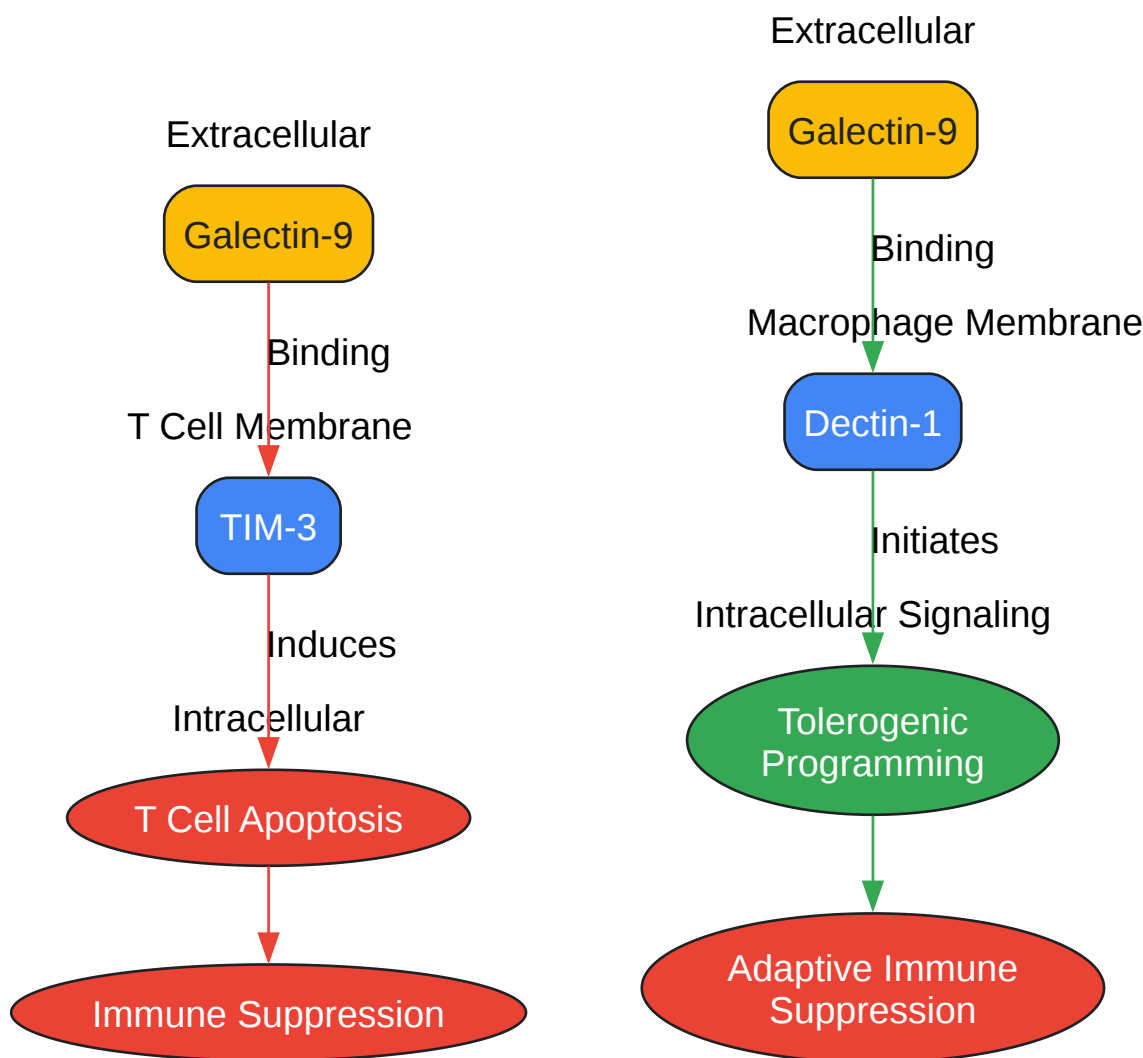 Extracellular
Galectin-9
Binding
T Cell Membrane
TIM-3
Induces
Intracellular
T Cell Apoptosis
Immune Suppression
Extracellular
Galectin-9
Binding
Macrophage Membrane
Dectin-1
Initiates
Intracellular Signaling
Tolerogenic
Programming
Adaptive Immune
Suppression